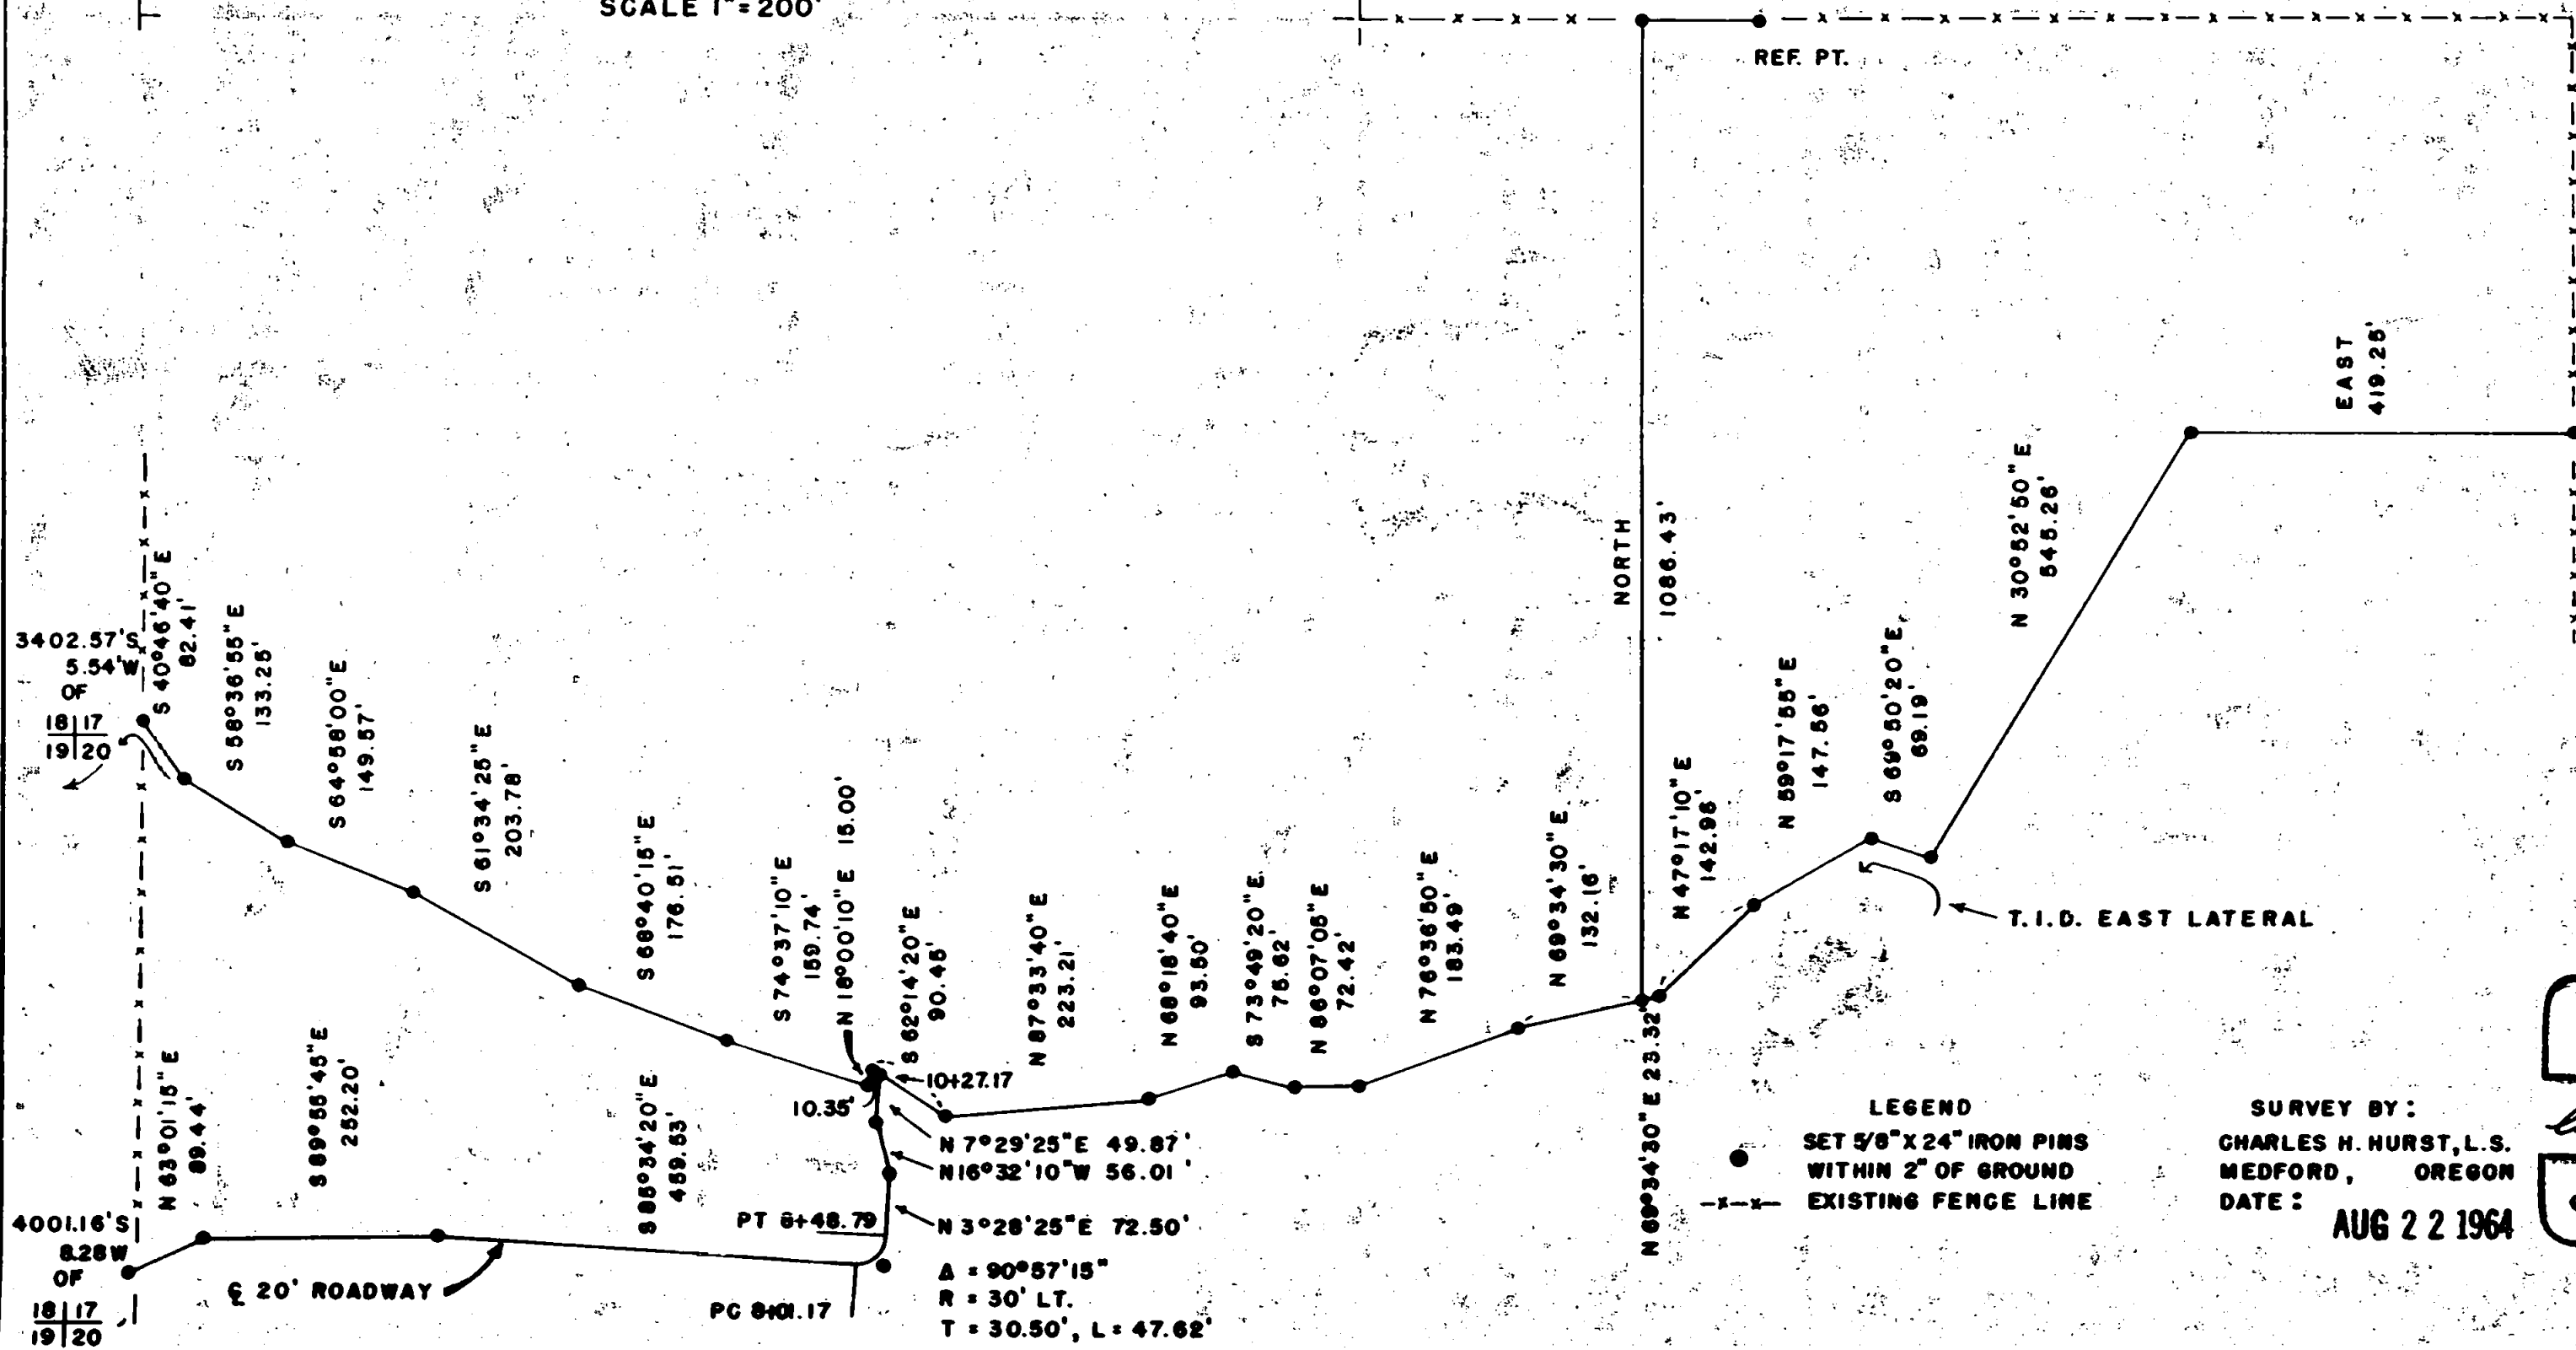 SCALE 1"=200'
REF. PT.
EAST
419.25'
N 30°52'50"E
545.26'
NORTH
1086.43'
3402.57'S
5.54'W
OF
18|17
19|20
S 40°46'40"E
82.41'
S 58°36'55"E
133.25'
S 64°58'00"E
149.57'
S 61°34'25"E
203.78'
S 68°40'15"E
176.51'
S 74°37'10"E
159.74'
N 18°00'10"E 15.00'
S 62°14'20"E
90.45'
N 87°33'40"E
223.21'
N 68°18'40"E
93.50'
S 73°49'20"E
75.62'
N 86°07'05"E
72.42'
N 76°36'50"E
183.49'
N 69°34'30"E
132.16'
N 47°17'10"E
142.96'
N 59°17'55"E
147.56'
S 69°50'20"E
69.19'
T.I.D. EAST LATERAL
N 69°34'30"E 23.32'
10+27.17
10.35'
N 7°29'25"E 49.87'
N16°32'10"W 56.01'
N 3°28'25"E 72.50'
PT 8+48.79
Δ = 90°57'15"
R = 30' LT.
T = 30.50', L = 47.62'
PC 8+01.17
N 63°01'15"E
89.44'
S 89°55'45"E
252.20'
S 85°34'20"E
459.53'
4001.16'S
8.28W
OF
18|17
19|20
℄ 20' ROADWAY
LEGEND
SET 5/8" X 24" IRON PINS
WITHIN 2" OF GROUND
-x-x- EXISTING FENCE LINE
SURVEY BY:
CHARLES H. HURST, L.S.
MEDFORD, OREGON
DATE:
AUG 22 1964